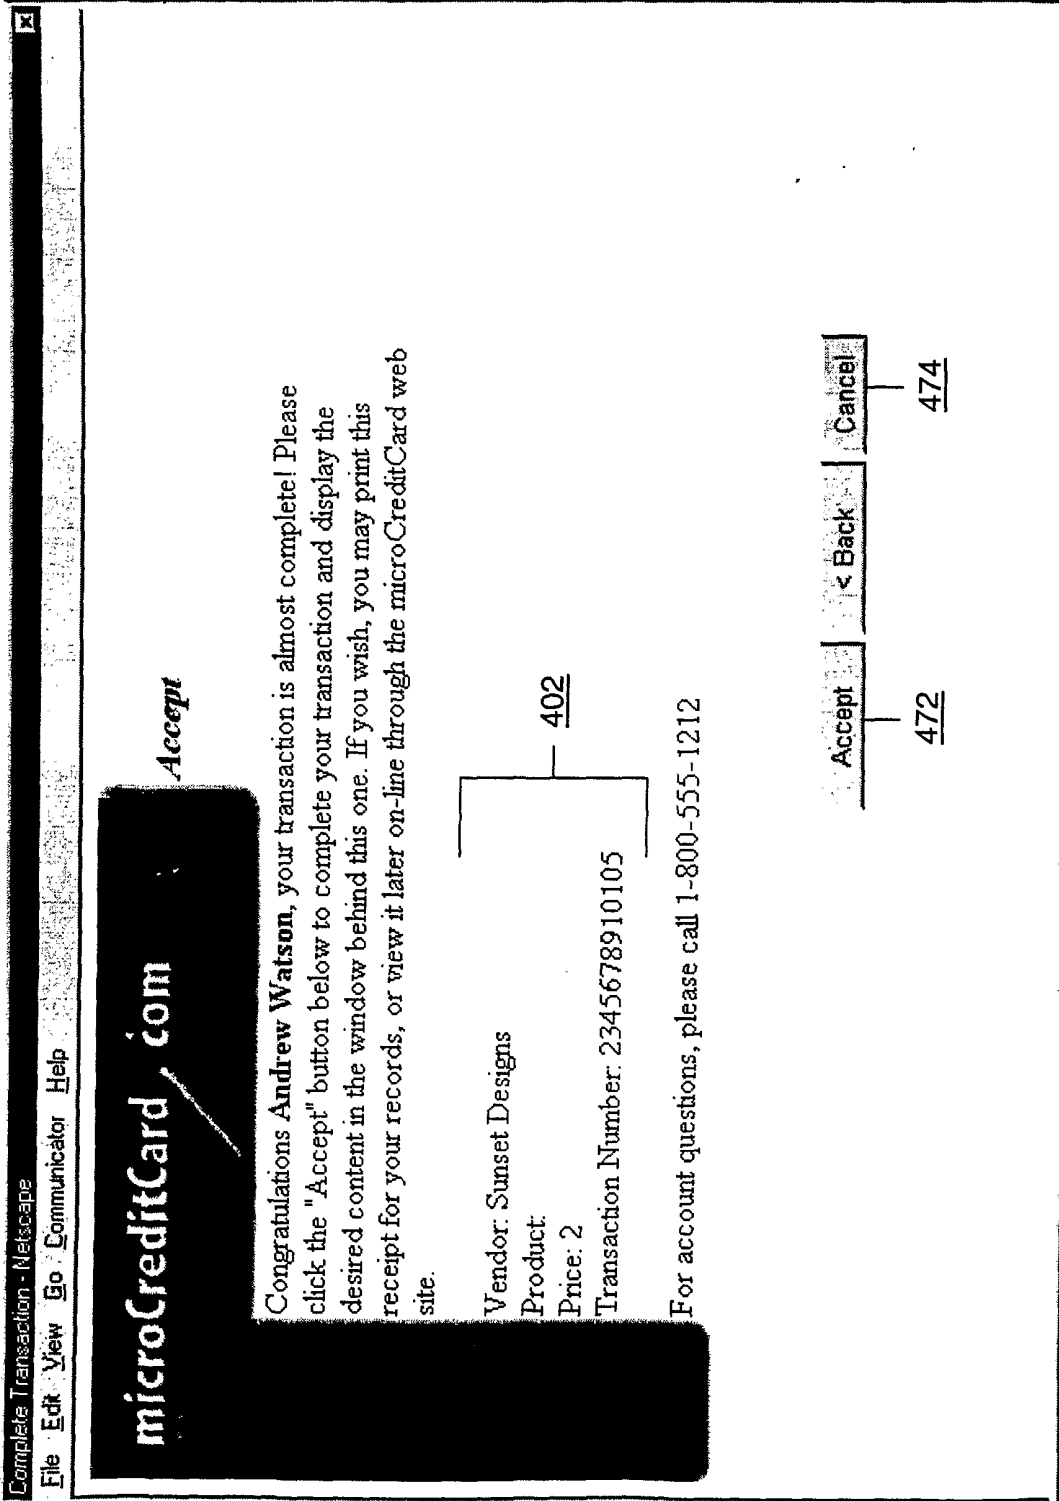 Complete Transaction - Netscape
File Edit View Go Communicator Help
microCreditCard.com
Accept
Congratulations Andrew Watson, your transaction is almost complete! Please
click the "Accept" button below to complete your transaction and display the
desired content in the window behind this one. If you wish, you may print this
receipt for your records, or view it later on-line through the microCreditCard web
site.
Vendor: Sunset Designs
Product:
Price: 2
Transaction Number: 2345678910105
402
For account questions, please call 1-800-555-1212
Accept < Back Cancel
472 474